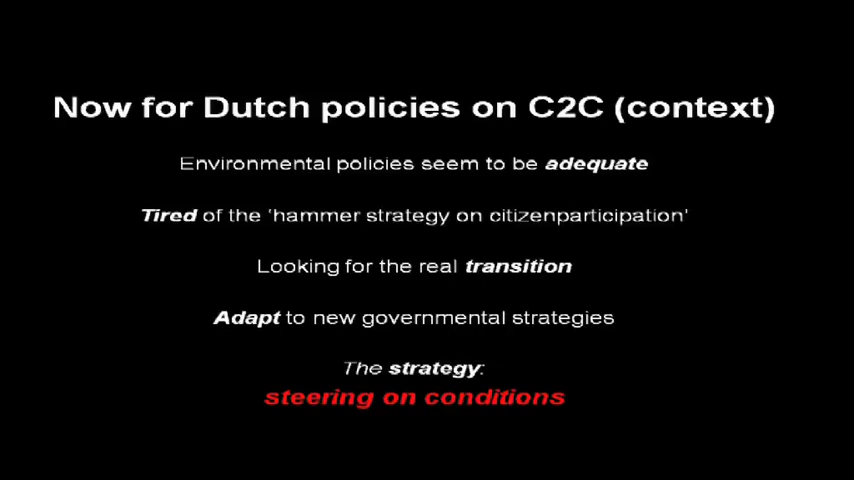 Now for Dutch policies on C2C (context)
Environmental policies seem to be adequate
Tired of the 'hammer strategy on citizenparticipation'
Looking for the real transition
Adapt to new governmental strategies
The strategy:
steering on conditions